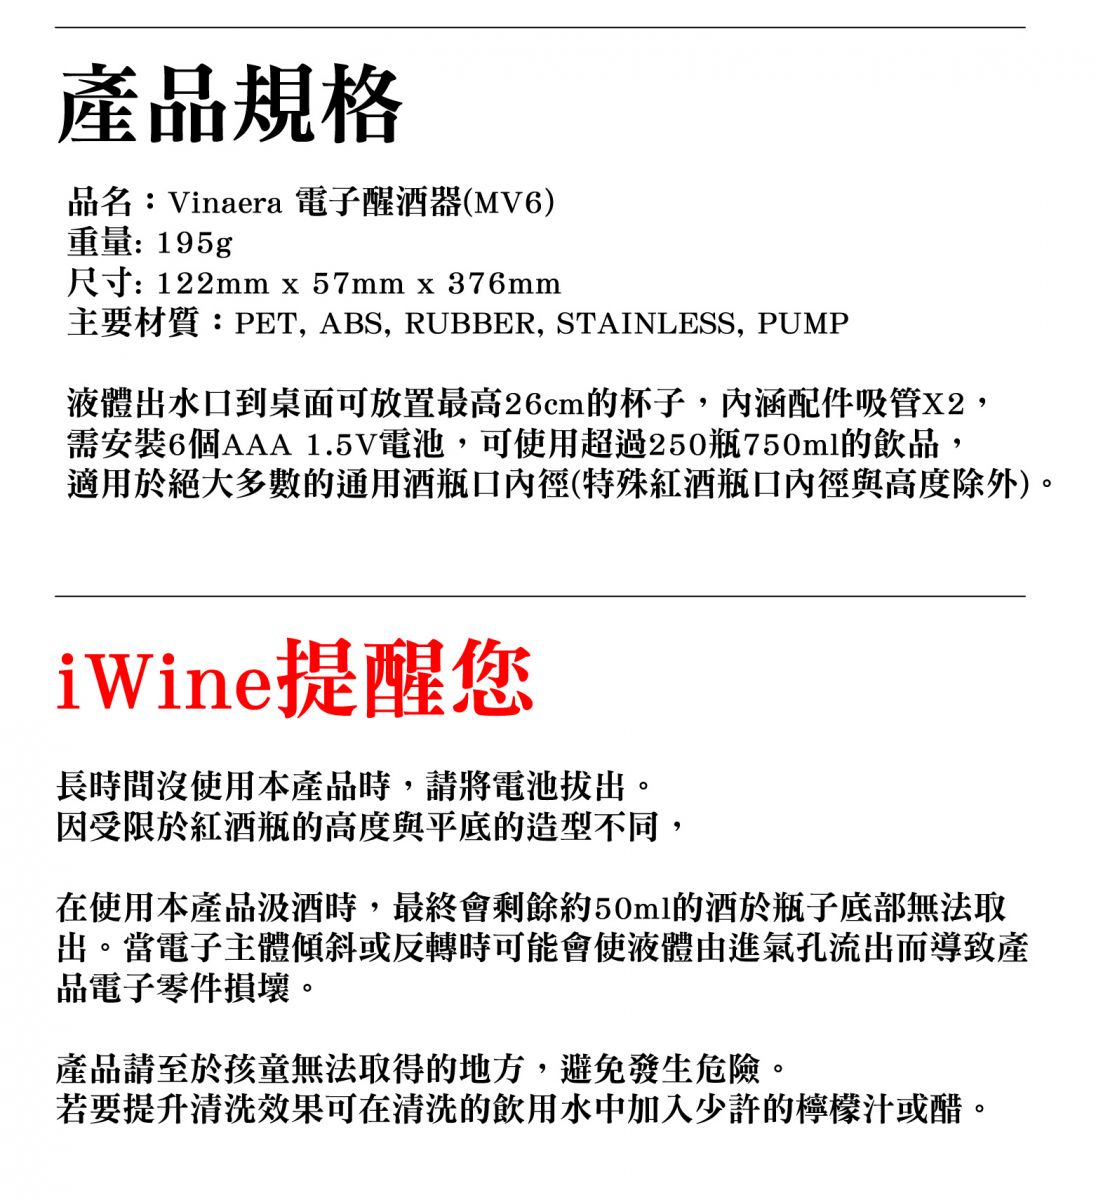 產品規格
品名：Vinaera 電子醒酒器(MV6)
重量: 195g
尺寸: 122mm x 57mm x 376mm
主要材質：PET, ABS, RUBBER, STAINLESS, PUMP
液體出水口到桌面可放置最高26cm的杯子，內涵配件吸管X2，
需安裝6個AAA 1.5V電池，可使用超過250瓶750ml的飲品，
適用於絕大多數的通用酒瓶口內徑(特殊紅酒瓶口內徑與高度除外)。
iWine提醒您
長時間沒使用本產品時，請將電池拔出。
因受限於紅酒瓶的高度與平底的造型不同，
在使用本產品汲酒時，最終會剩餘約50ml的酒於瓶子底部無法取
出。當電子主體傾斜或反轉時可能會使液體由進氣孔流出而導致產
品電子零件損壞。
產品請至於孩童無法取得的地方，避免發生危險。
若要提升清洗效果可在清洗的飲用水中加入少許的檸檬汁或醋。